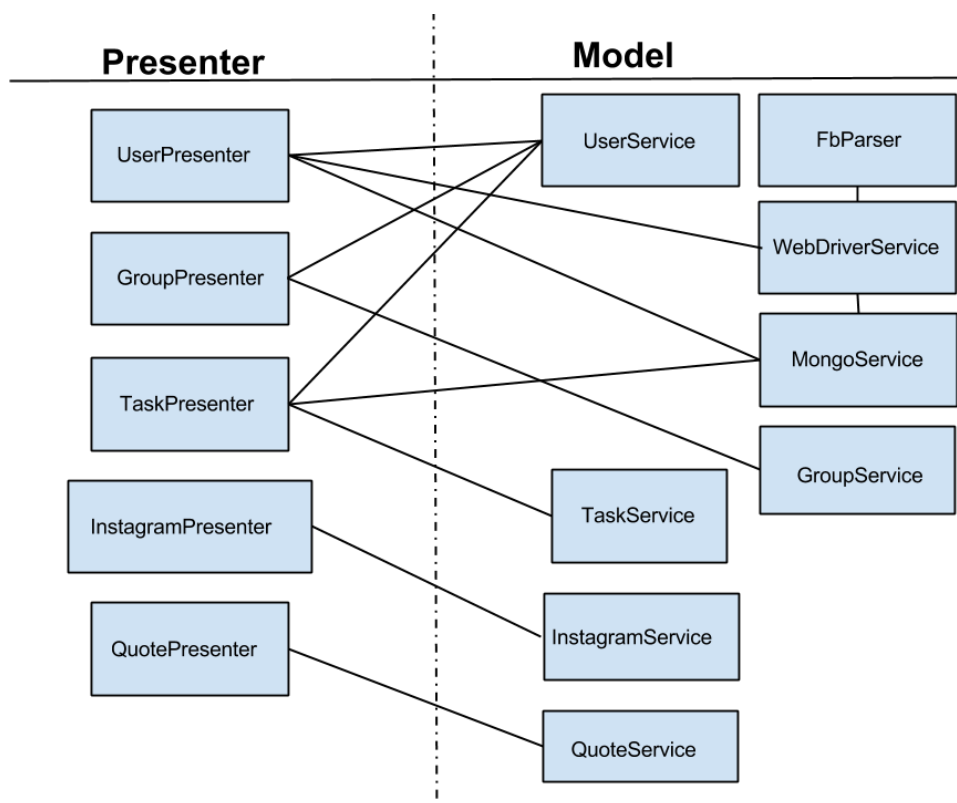 Presenter
Model
UserPresenter
UserService
FbParser
GroupPresenter
WebDriverService
TaskPresenter
MongoService
InstagramPresenter
TaskService
GroupService
QuotePresenter
InstagramService
QuoteService